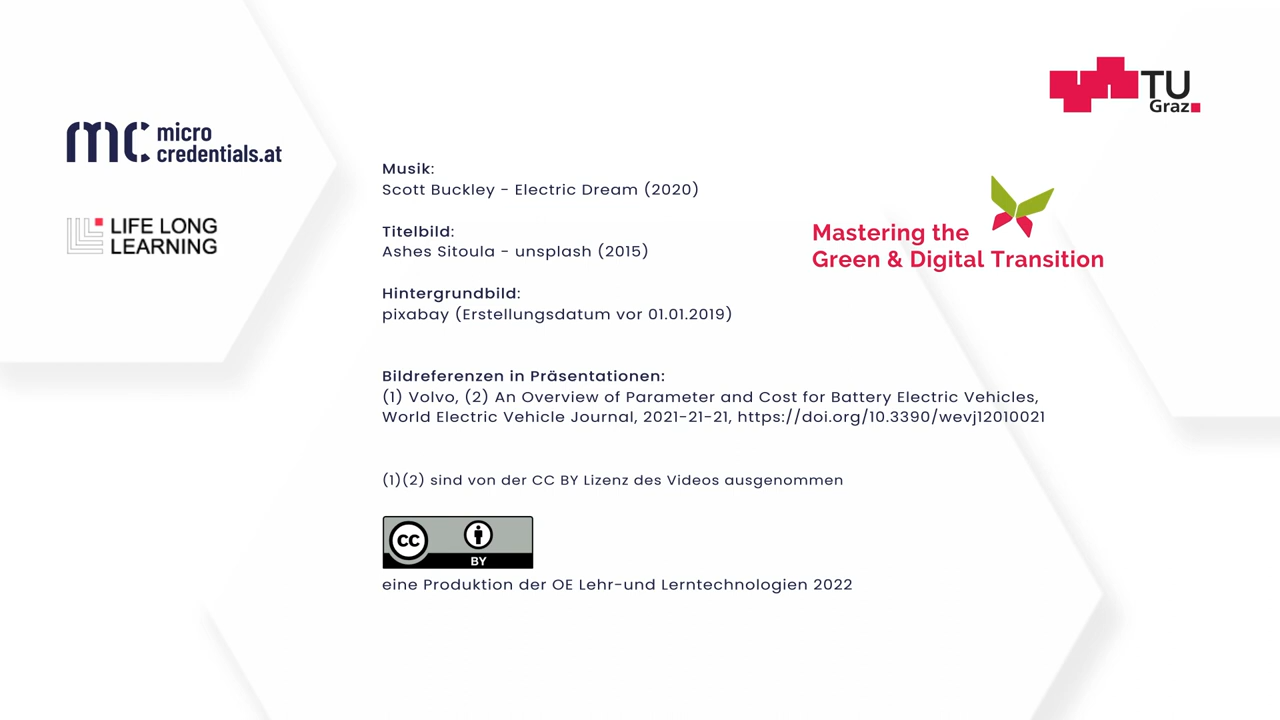 TU
Graz
mc micro
credentials.at
LIFE LONG
LEARNING
Musik:
Scott Buckley - Electric Dream (2020)
Titelbild:
Ashes Sitoula - unsplash (2015)
Mastering the
Green & Digital Transition
Hintergrundbild:
pixabay (Erstellungsdatum vor 01.01.2019)
Bildreferenzen in Präsentationen:
(1) Volvo, (2) An Overview of Parameter and Cost for Battery Electric Vehicles,
World Electric Vehicle Journal, 2021-21-21, https://doi.org/10.3390/wevj12010021
(1)(2) sind von der CC BY Lizenz des Videos ausgenommen
CC
BY
eine Produktion der OE Lehr-und Lerntechnologien 2022